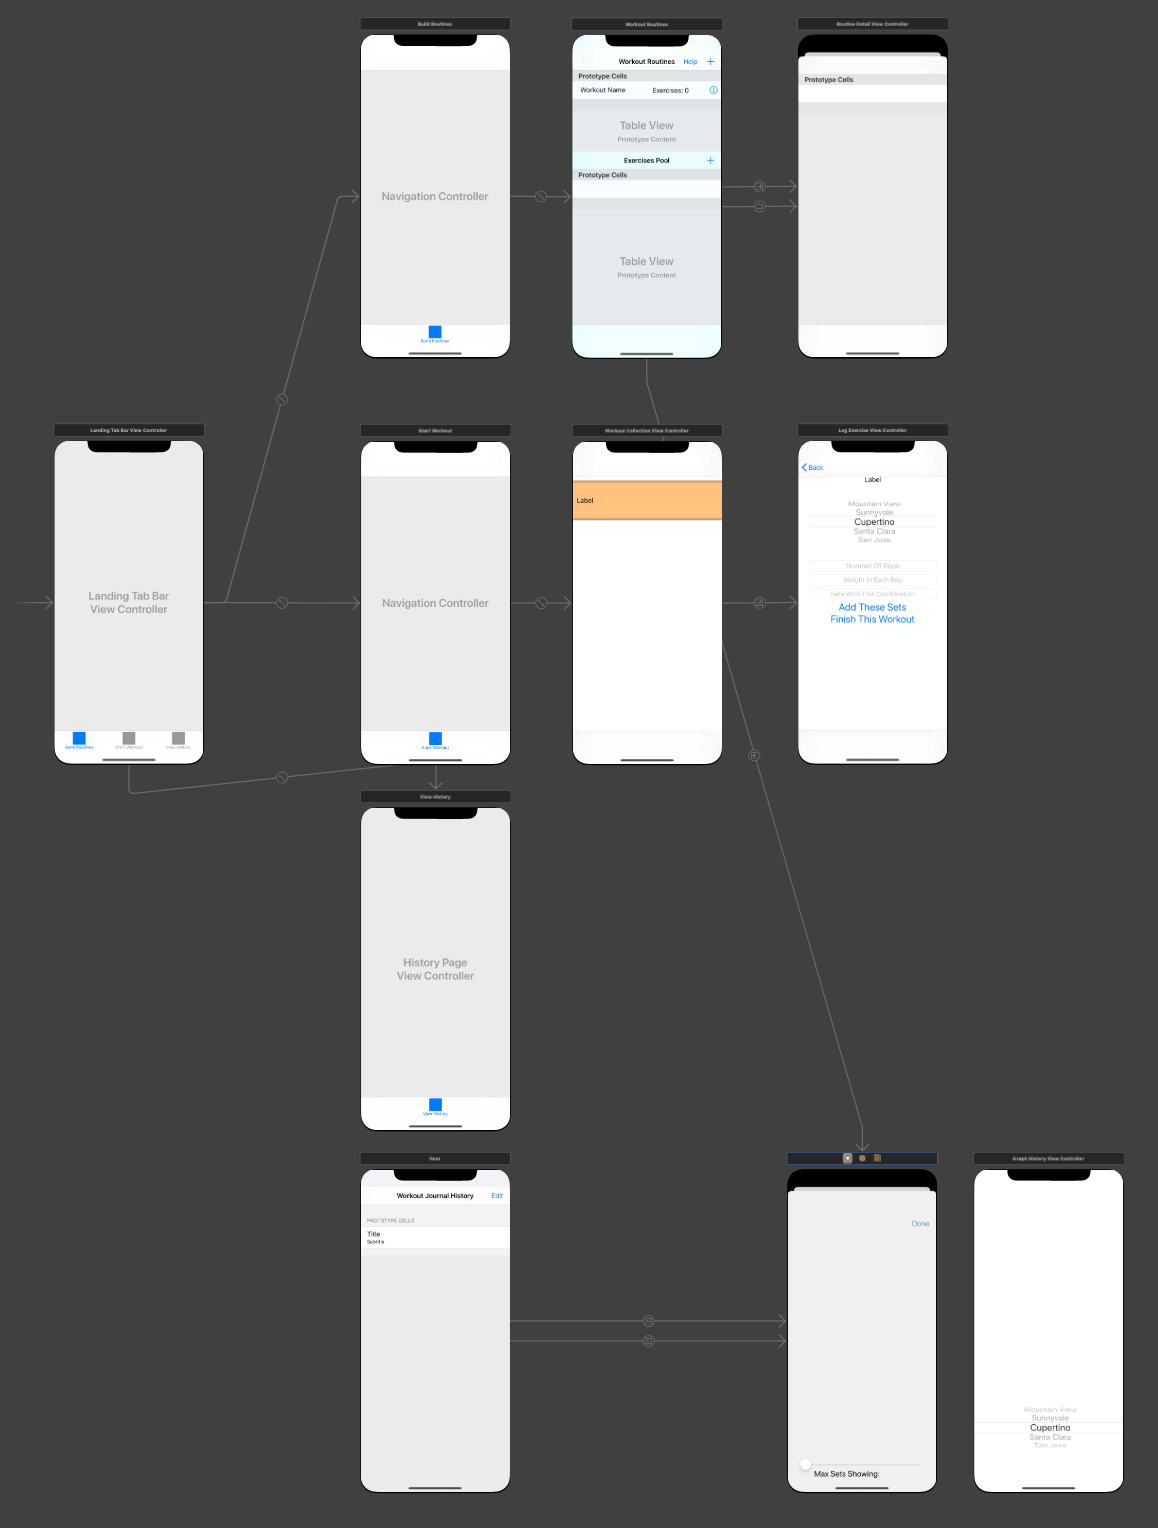 Build Routines
Navigation Controller
Build Routines
Workout Routines
Workout Routines
Help
+
Prototype Cells
Workout Name
Exercises: 0
Table View
Prototype Content
Exercises Pool
+
Prototype Cells
Table View
Prototype Content
Routine Detail View Controller
Prototype Cells
Landing Tab Bar View Controller
Landing Tab Bar
View Controller
Build Routines
Start Workout
View History
Start Workout
Navigation Controller
Start Workout
Workout Collection View Controller
Label
Log Exercise View Controller
Back
Label
Mountain View
Sunnyvale
Cupertino
Santa Clara
San Jose
Number Of Reps
Weight In Each Rep
Sets With This Combination
Add These Sets
Finish This Workout
View History
History Page
View Controller
View History
Item
Workout Journal History
Edit
PROTOTYPE CELLS
Title
Subtitle
Done
Max Sets Showing:
Graph History View Controller
Mountain View
Sunnyvale
Cupertino
Santa Clara
San Jose